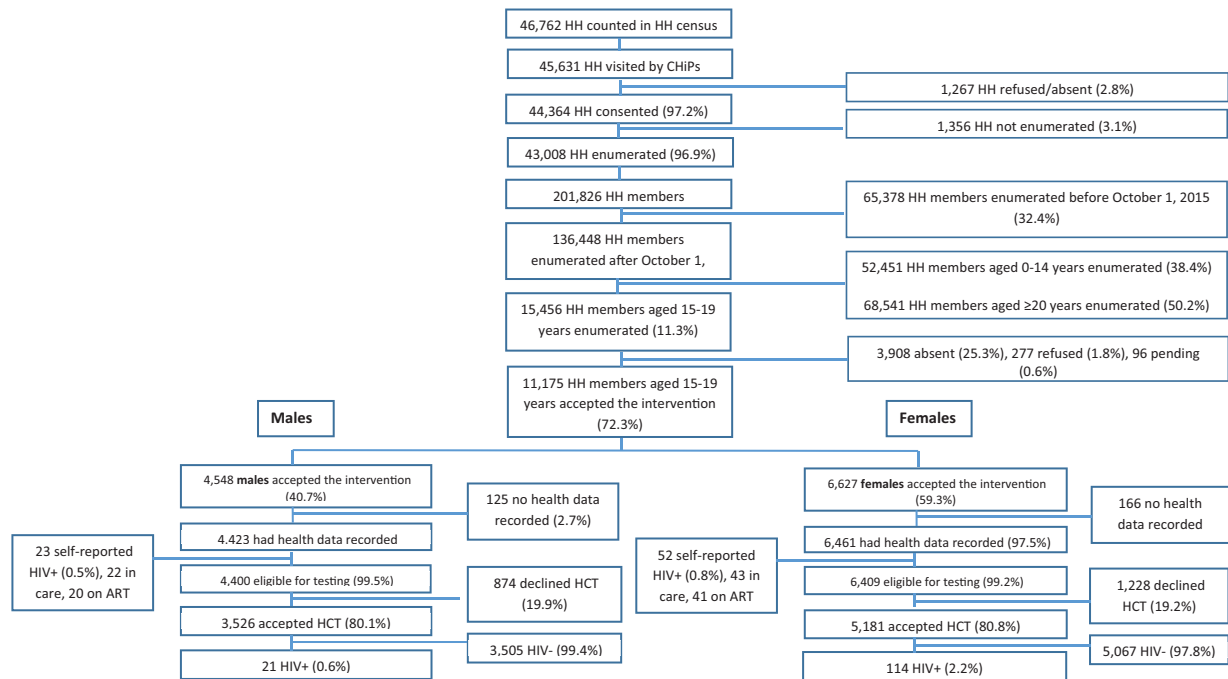 46,762 HH counted in HH census
45,631 HH visited by CHiPs
1,267 HH refused/absent (2.8%)
44,364 HH consented (97.2%)
1,356 HH not enumerated (3.1%)
43,008 HH enumerated (96.9%)
201,826 HH members
65,378 HH members enumerated before October 1, 2015
(32.4%)
136,448 HH members
enumerated after October 1,
52,451 HH members aged 0-14 years enumerated (38.4%)
68,541 HH members aged ≥20 years enumerated (50.2%)
15,456 HH members aged 15-19
years enumerated (11.3%)
3,908 absent (25.3%), 277 refused (1.8%), 96 pending
(0.6%)
11,175 HH members aged 15-19
years accepted the intervention
(72.3%)
Males
Females
4,548 males accepted the intervention
(40.7%)
125 no health data
recorded (2.7%)
4.423 had health data recorded
23 self-reported
HIV+ (0.5%), 22 in
care, 20 on ART
4,400 eligible for testing (99.5%)
874 declined HCT
(19.9%)
3,526 accepted HCT (80.1%)
3,505 HIV- (99.4%)
21 HIV+ (0.6%)
6,627 females accepted the intervention
(59.3%)
166 no health
data recorded
6,461 had health data recorded (97.5%)
52 self-reported
HIV+ (0.8%), 43 in
care, 41 on ART
6,409 eligible for testing (99.2%)
1,228 declined
HCT (19.2%)
5,181 accepted HCT (80.8%)
5,067 HIV- (97.8%)
114 HIV+ (2.2%)